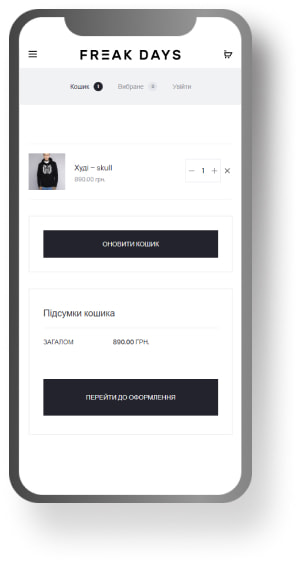 FREAK DAYS
Кошик 1 Вибране 0 Увійти
Худі – skull
890.00 грн.
1
ОНОВИТИ КОШИК
Підсумки кошика
ЗАГАЛОМ 890.00 ГРН.
ПЕРЕЙТИ ДО ОФОРМЛЕННЯ